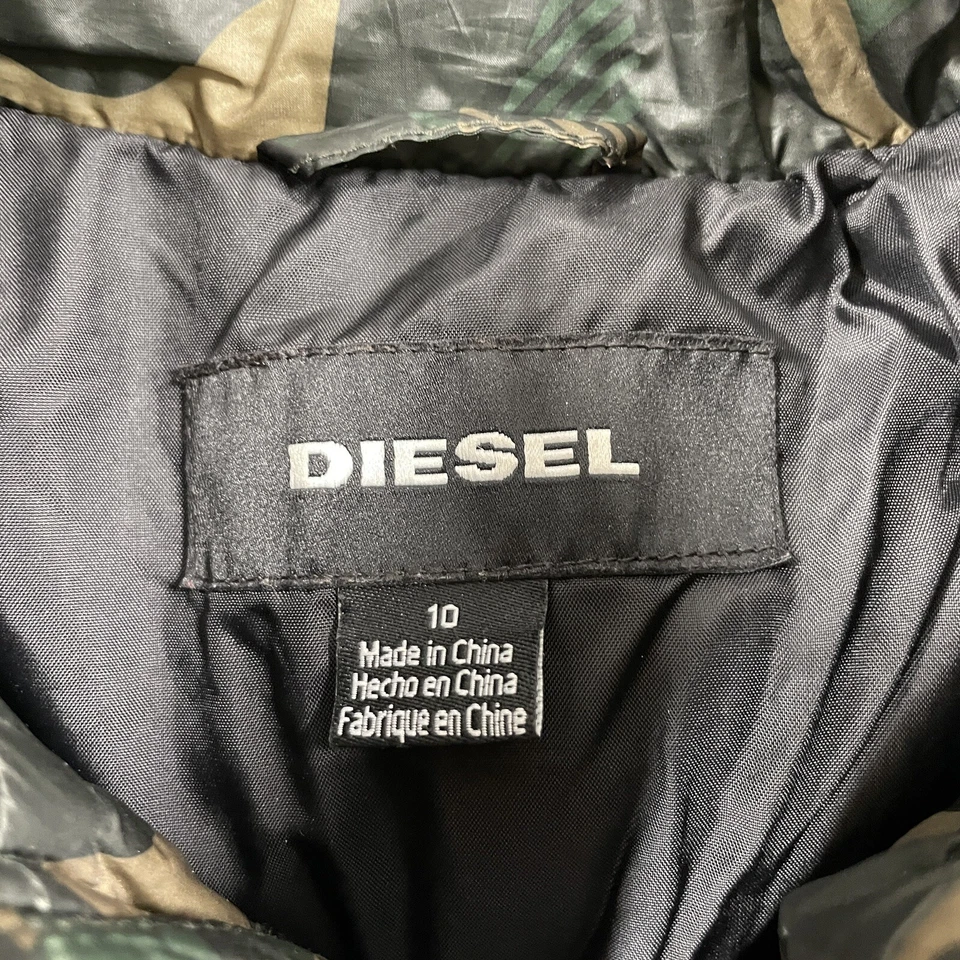 DIESEL
10
Made in China
Hecho en China
Fabrique en Chine